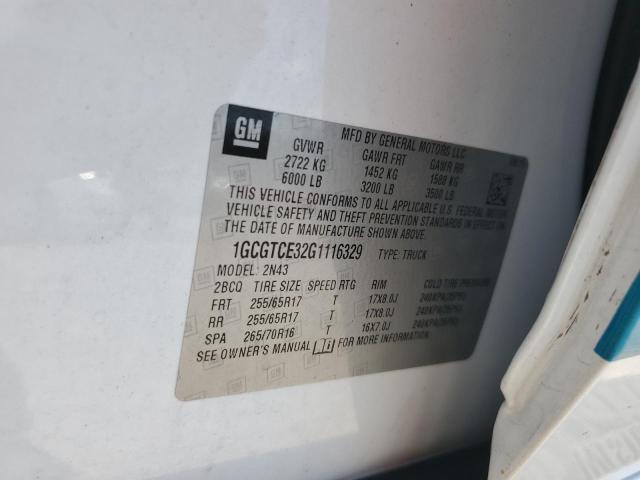 GM
MFD BY GENERAL MOTORS LLC
GVWR GAWR FRT GAWR RR
2722 KG 1452 KG 1588 KG
6000 LB 3200 LB 3500 LB
THIS VEHICLE CONFORMS TO ALL APPLICABLE U.S. FEDERAL MOTOR
VEHICLE SAFETY AND THEFT PREVENTION STANDARDS IN EFFECT ON
THE DATE OF MANUFACTURE SHOWN ABOVE.
1GCGTCE32G1116329 TYPE: TRUCK
MODEL: 2N43
2BCQ TIRE SIZE SPEED RTG RIM COLD TIRE PRESSURE
FRT 255/65R17 T 17X8.0J 240KPA(35PSI)
RR 255/65R17 T 17X8.0J 240KPA(35PSI)
SPA 265/70R16 T 16X7.0J 240KPA(35PSI)
SEE OWNER'S MANUAL FOR MORE INFORMATION